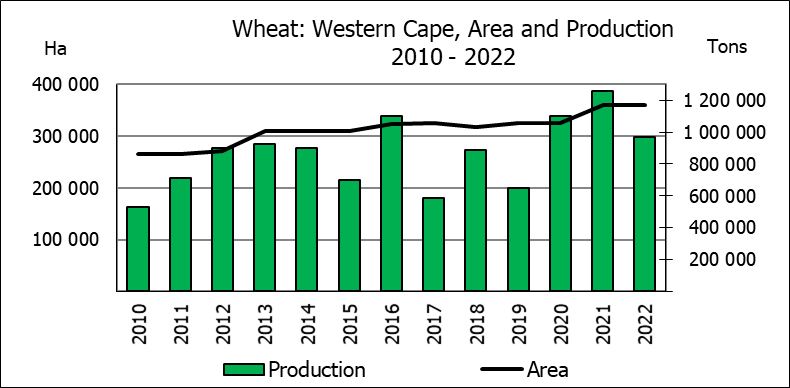 Wheat: Western Cape, Area and Production
2010 - 2022
Ha
Tons
400 000
300 000
200 000
100 000
1 200 000
1 000 000
800 000
600 000
400 000
200 000
2010
2011
2012
2013
2014
2015
2016
2017
2018
2019
2020
2021
2022
Production
Area